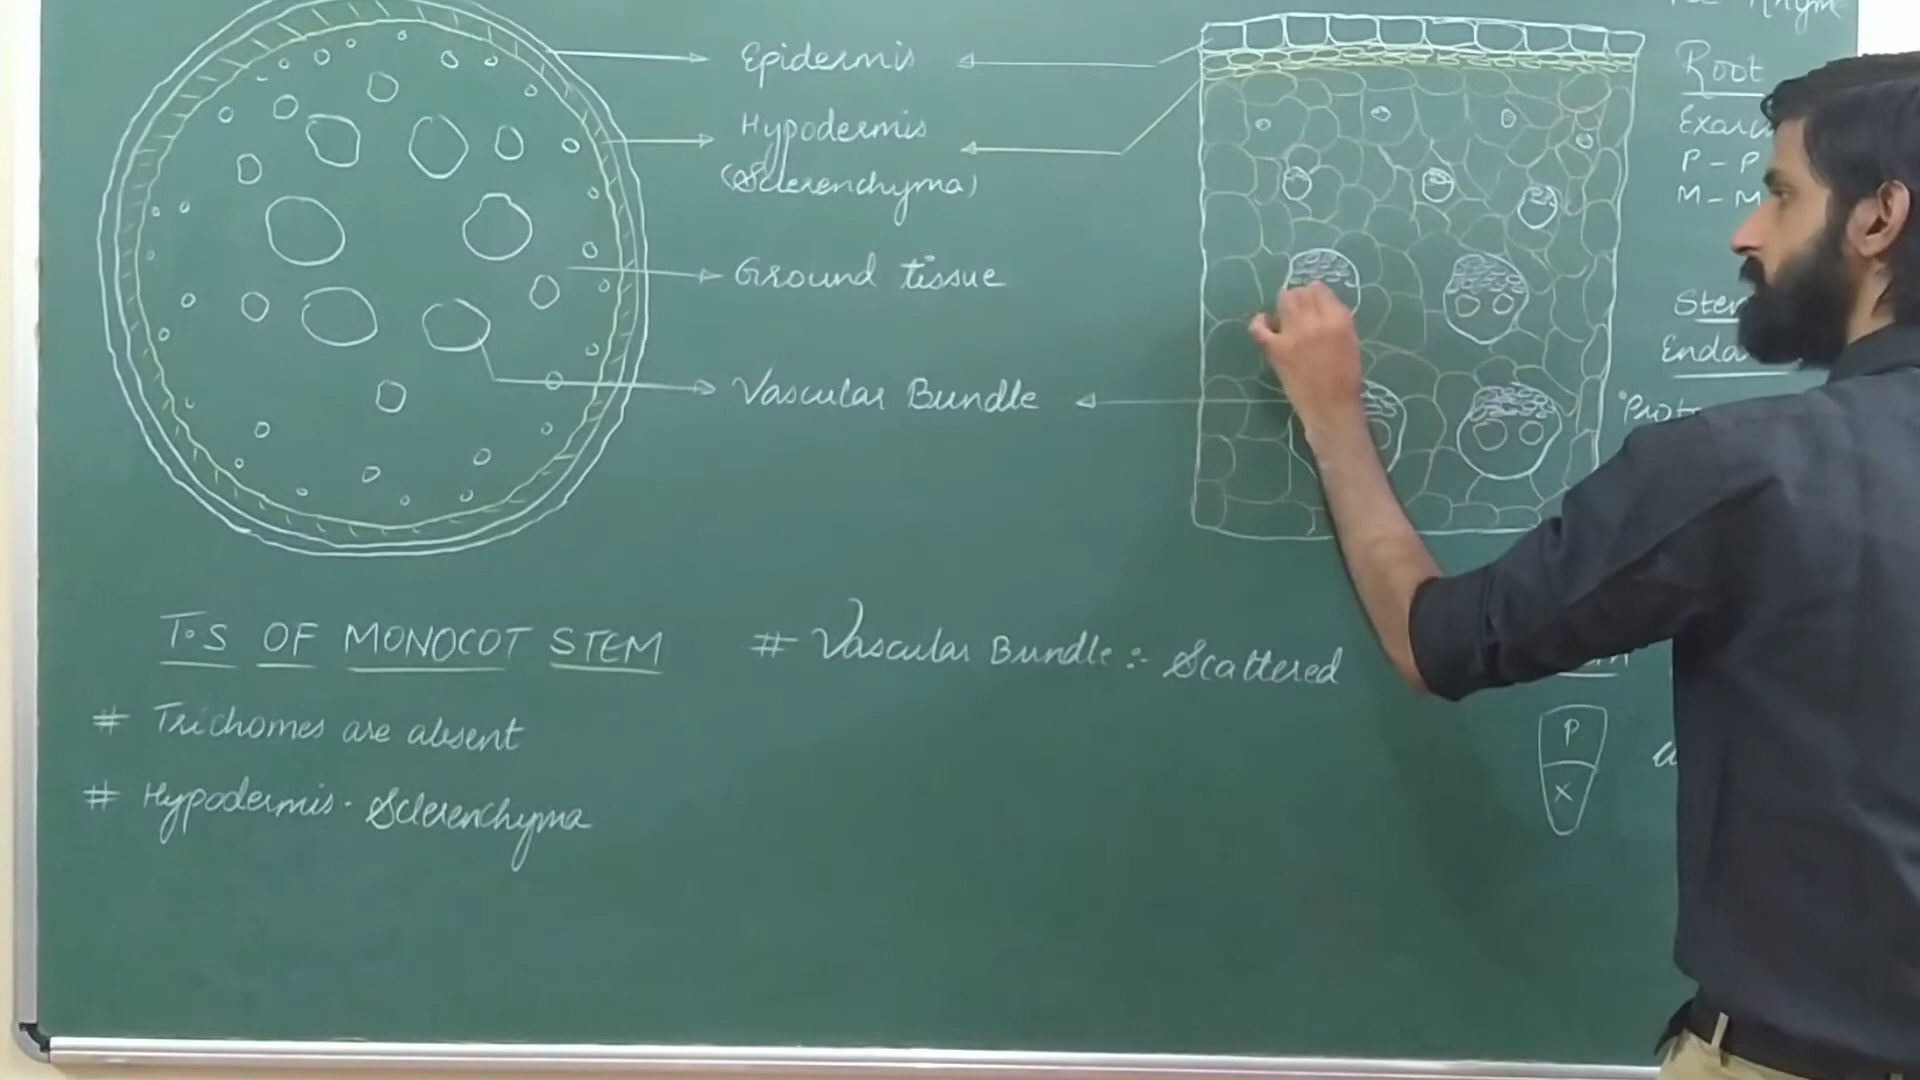 Epidermis
Hypodermis
(Sclerenchyma)
Ground tissue
Vascular Bundle
Root
P - P
M - M
T.S OF MONOCOT STEM
# Trichomes are absent
# Hypodermis - Sclerenchyma
# Vascular Bundle :- Scattered
P
X